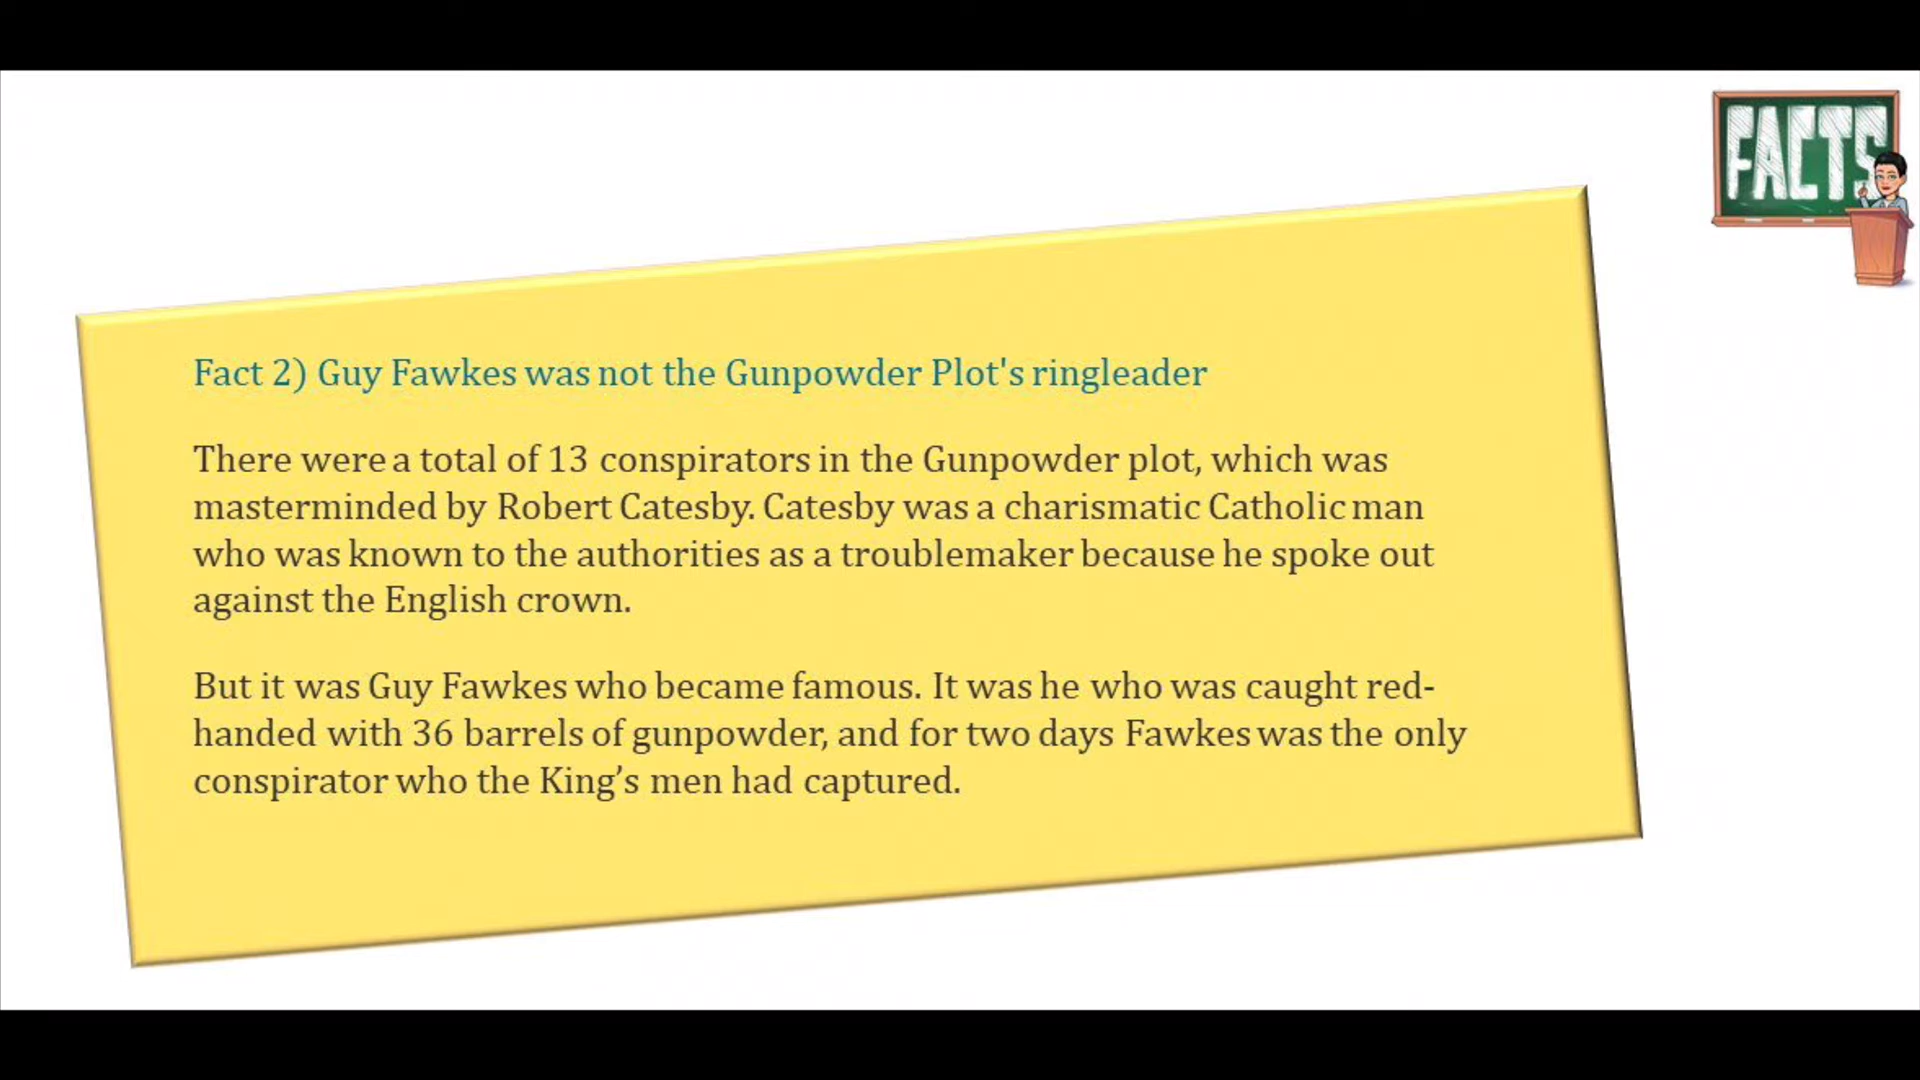 FACTS
Fact 2) Guy Fawkes was not the Gunpowder Plot's ringleader
There were a total of 13 conspirators in the Gunpowder plot, which was
masterminded by Robert Catesby. Catesby was a charismatic Catholic man
who was known to the authorities as a troublemaker because he spoke out
against the English crown.
But it was Guy Fawkes who became famous. It was he who was caught red-
handed with 36 barrels of gunpowder, and for two days Fawkes was the only
conspirator who the King’s men had captured.